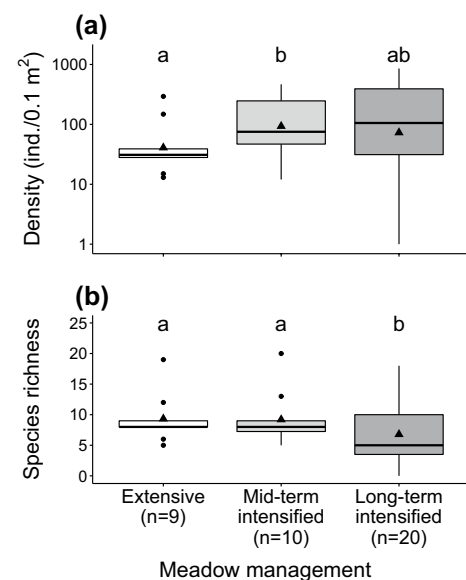 (a)
a
b
ab
1000
100
10
1
Density (ind./0.1 m²)
(b)
a
a
b
25
20
15
10
5
0
Species richness
Extensive
(n=9)
Mid-term
intensified
(n=10)
Long-term
intensified
(n=20)
Meadow management